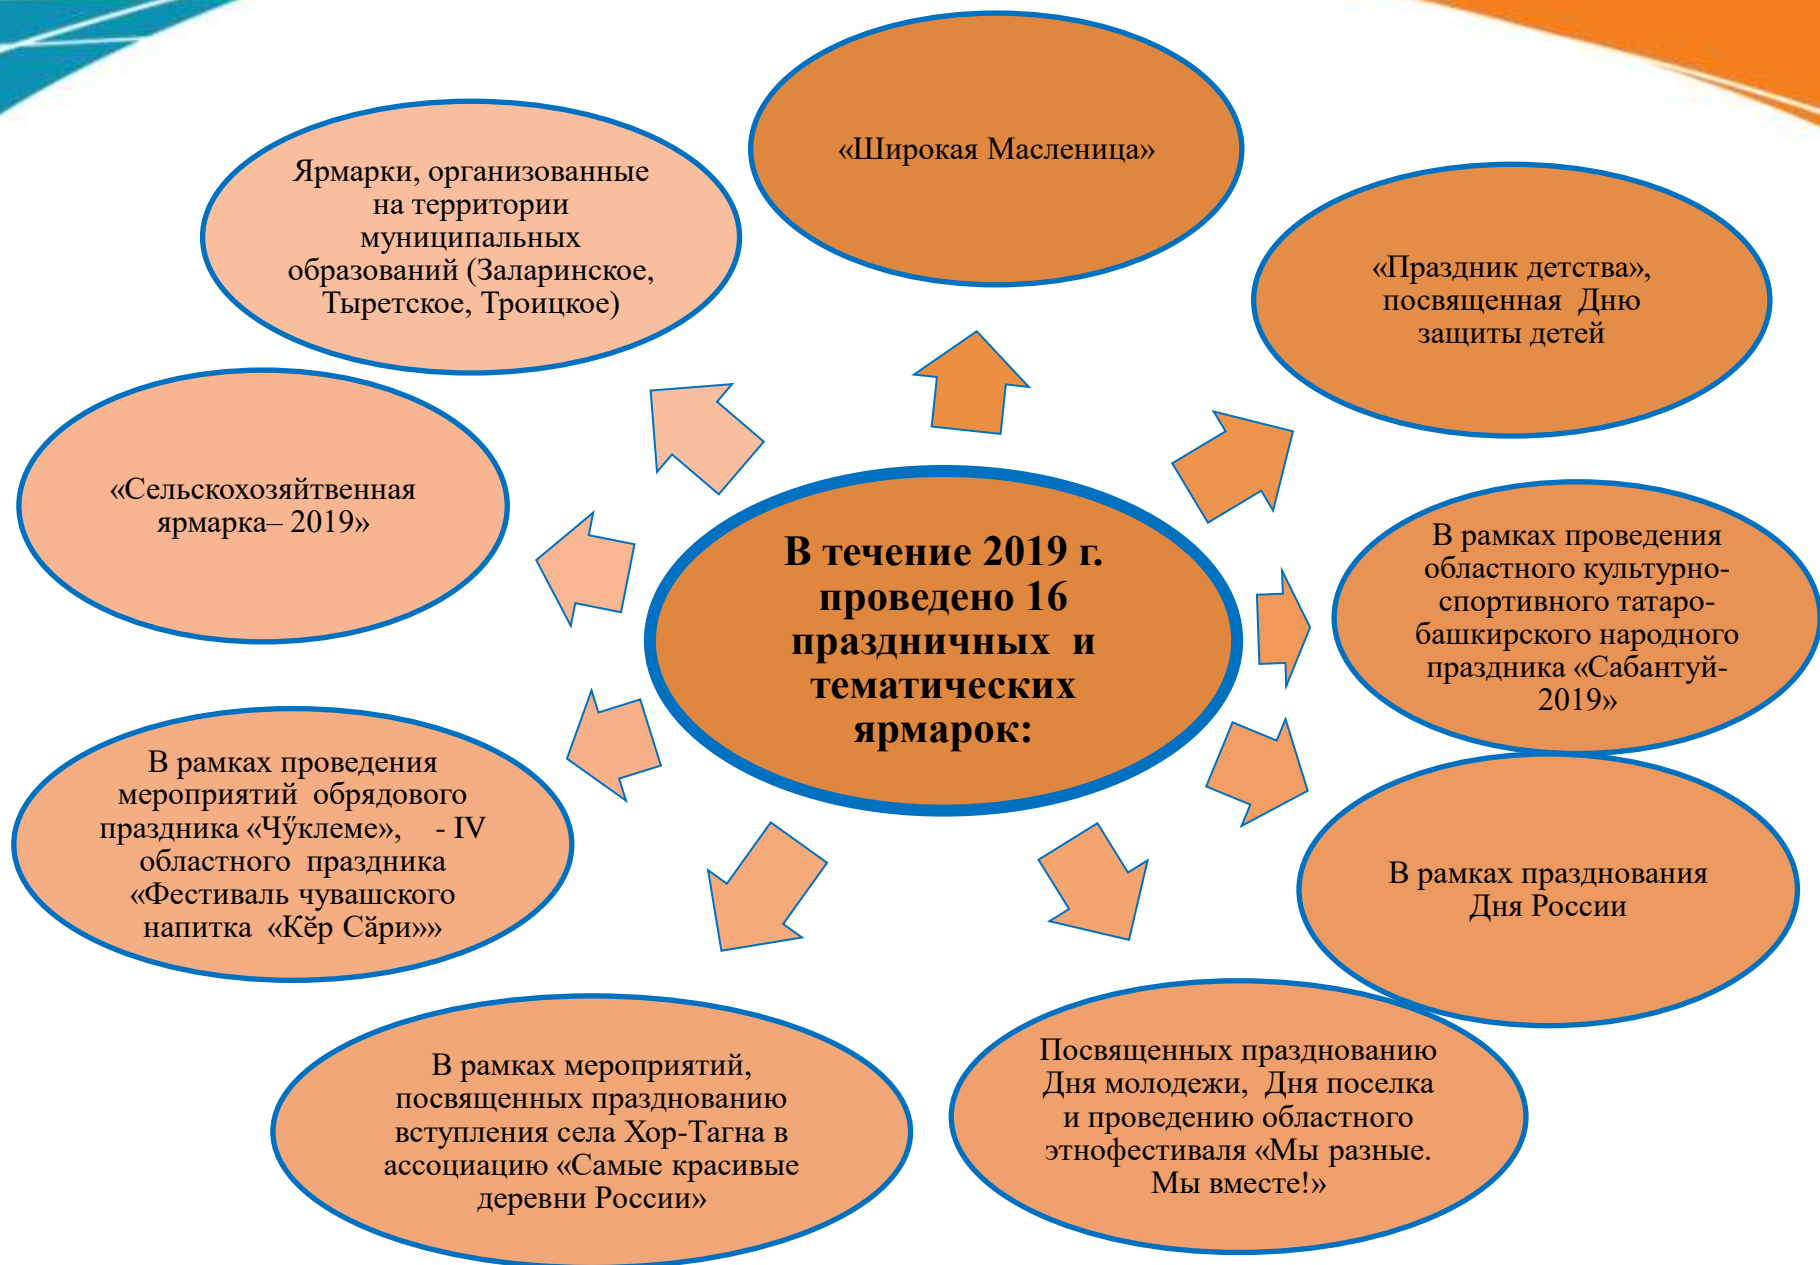 «Широкая Масленица»
«Праздник детства»,
посвященная Дню
защиты детей
В рамках проведения
областного культурно-
спортивного татаро-
башкирского народного
праздника «Сабантуй-
2019»
В рамках празднования
Дня России
Посвященных празднованию
Дня молодежи, Дня поселка
и проведению областного
этнофестиваля «Мы разные.
Мы вместе!»
В рамках мероприятий,
посвященных празднованию
вступления села Хор-Тагна в
ассоциацию «Самые красивые
деревни России»
В рамках проведения
мероприятий обрядового
праздника «Чӳклеме», - IV
областного праздника
«Фестиваль чувашского
напитка «Кӗр Сӑри»»
«Сельскохозяйтвенная
ярмарка– 2019»
Ярмарки, организованные
на территории
муниципальных
образований (Заларинское,
Тыретское, Троицкое)
В течение 2019 г.
проведено 16
праздничных и
тематических
ярмарок: